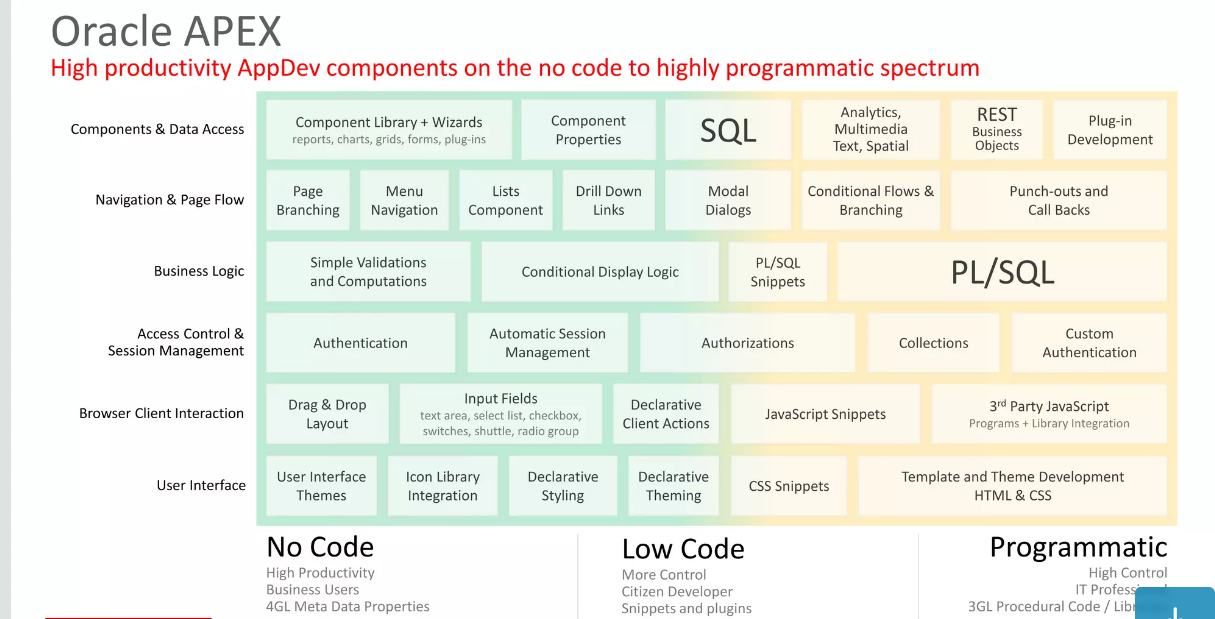 Oracle APEX
High productivity AppDev components on the no code to highly programmatic spectrum
Components & Data Access
Component Library + Wizards
reports, charts, grids, forms, plug-ins
Component
Properties
SQL
Analytics,
Multimedia
Text, Spatial
REST
Business
Objects
Plug-in
Development
Navigation & Page Flow
Page
Branching
Menu
Navigation
Lists
Component
Drill Down
Links
Modal
Dialogs
Conditional Flows &
Branching
Punch-outs and
Call Backs
Business Logic
Simple Validations
and Computations
Conditional Display Logic
PL/SQL
Snippets
PL/SQL
Access Control &
Session Management
Authentication
Automatic Session
Management
Authorizations
Collections
Custom
Authentication
Browser Client Interaction
Drag & Drop
Layout
Input Fields
text area, select list, checkbox,
switches, shuttle, radio group
Declarative
Client Actions
JavaScript Snippets
3rd Party JavaScript
Programs + Library Integration
User Interface
User Interface
Themes
Icon Library
Integration
Declarative
Styling
Declarative
Theming
CSS Snippets
Template and Theme Development
HTML & CSS
No Code
High Productivity
Business Users
4GL Meta Data Properties
Low Code
More Control
Citizen Developer
Snippets and plugins
Programmatic
High Control
IT
3GL Procedural Code /